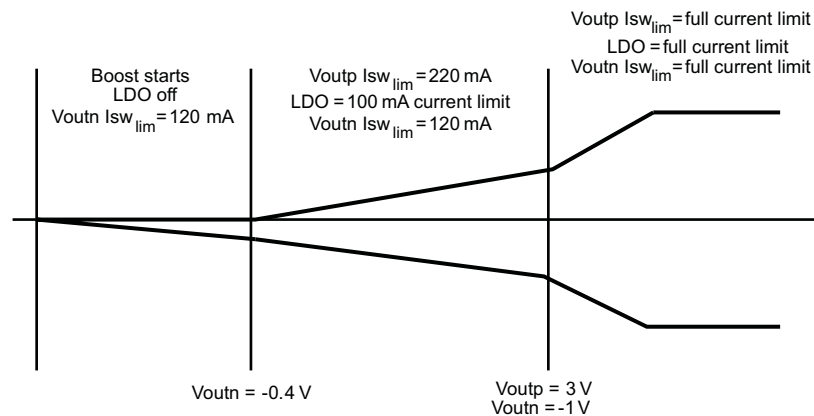 Boost starts
LDO off
Voutn Isw_lim = 120 mA
Voutp Isw_lim = 220 mA
LDO = 100 mA current limit
Voutn Isw_lim = 120 mA
Voutp Isw_lim = full current limit
LDO = full current limit
Voutn Isw_lim = full current limit
Voutn = -0.4 V
Voutp = 3 V
Voutn = -1 V